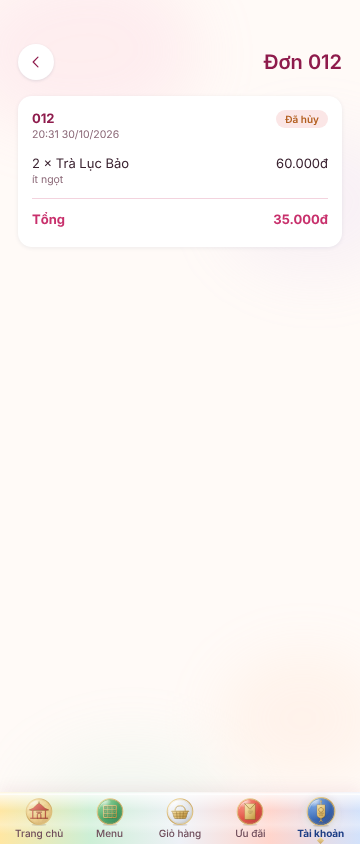 Đơn 012
012
Đã hủy
20:31 30/10/2026
2 × Trà Lục Bảo
60.000đ
ít ngọt
Tổng
35.000đ
Trang chủ
Menu
Giỏ hàng
Ưu đãi
Tài khoản